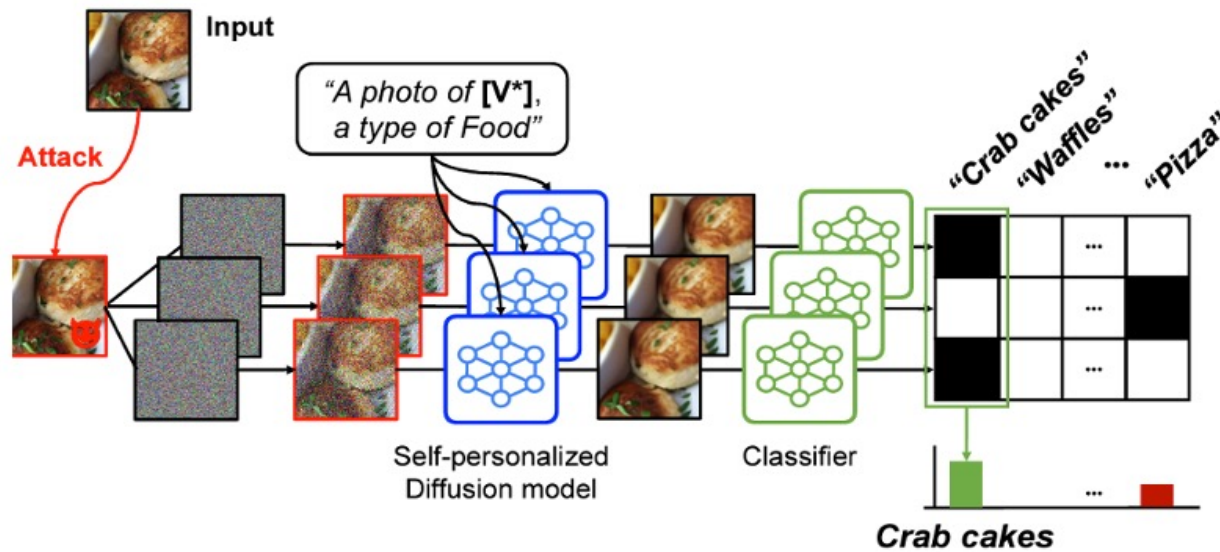 Input
“A photo of [V*],
a type of Food”
Attack
“Crab cakes”
“Waffles”
...
“Pizza”
...
...
...
Self-personalized
Diffusion model
Classifier
...
Crab cakes